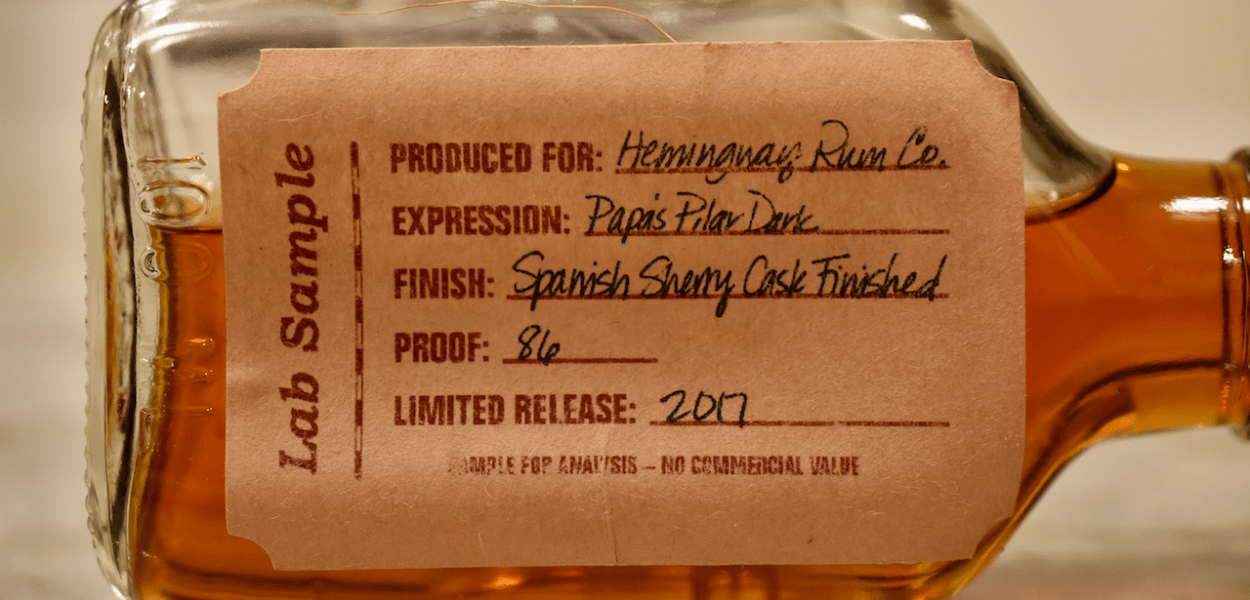 Lab Sample
PRODUCED FOR: Hemingway Rum Co.
EXPRESSION: Papa's Pilar Dark
FINISH: Spanish Sherry Cask Finished
PROOF: 86
LIMITED RELEASE: 2017
SAMPLE FOR ANALYSIS – NO COMMERCIAL VALUE